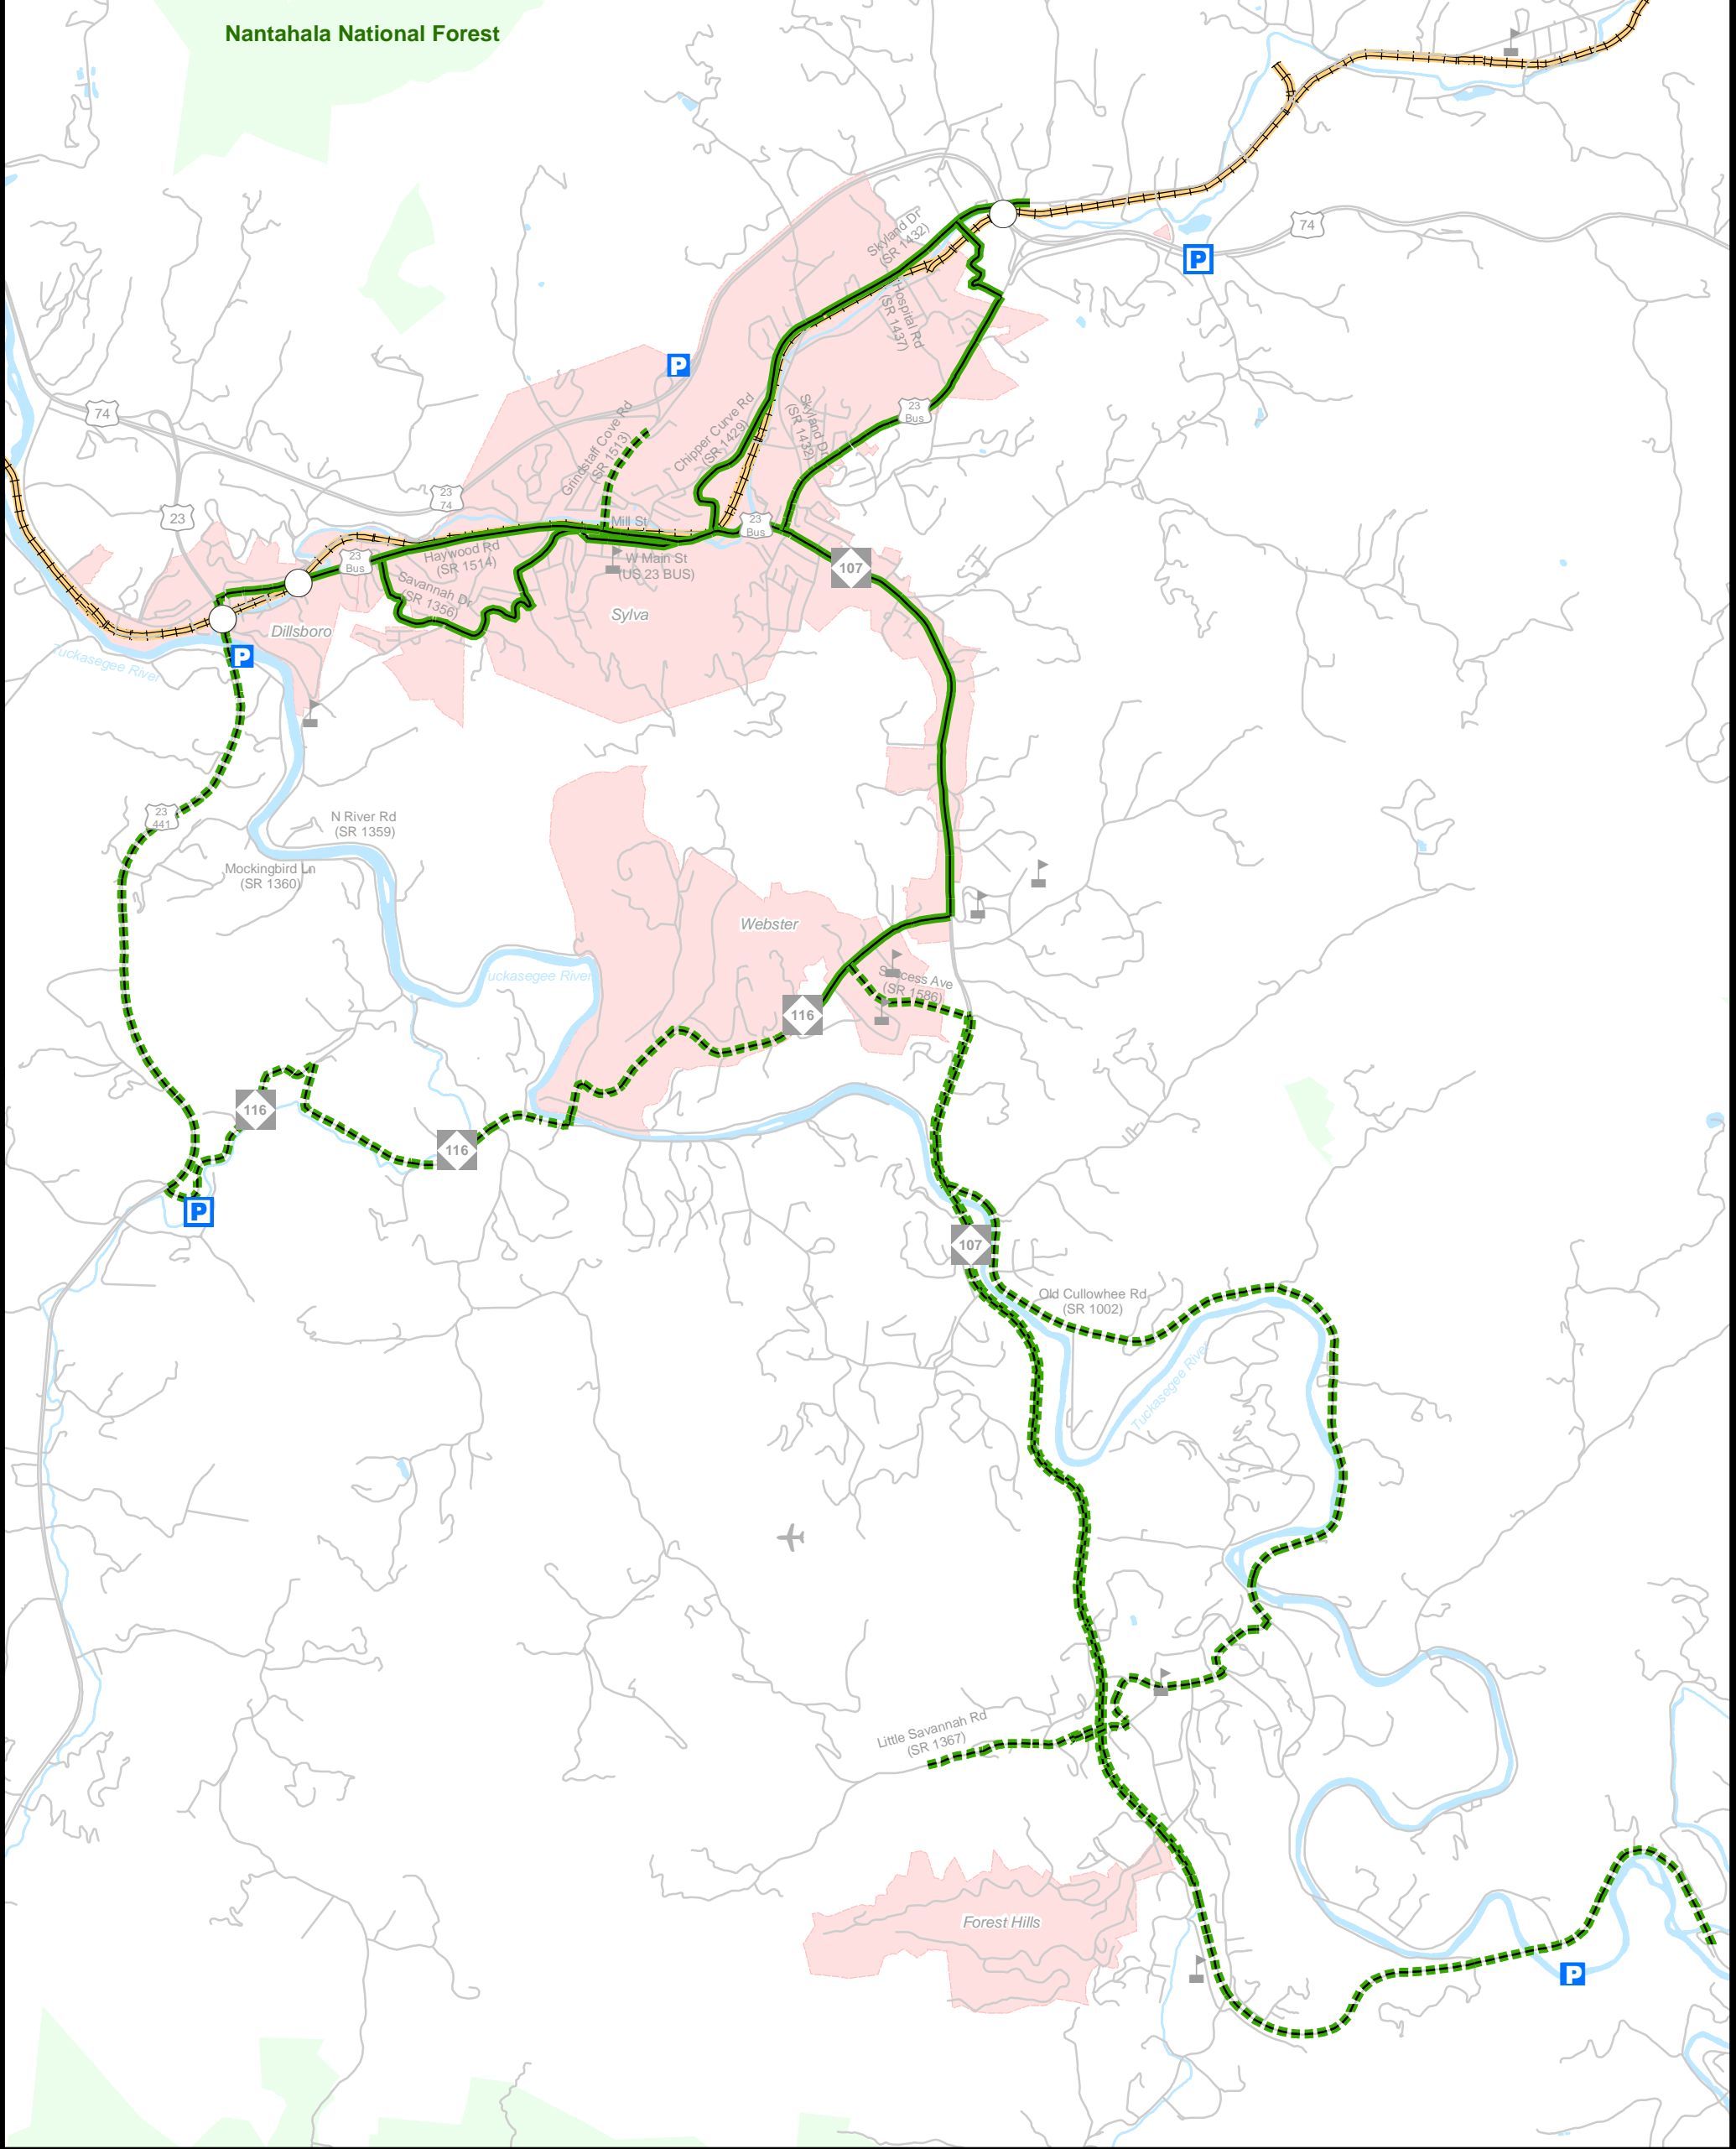 Nantahala National Forest
Skyland Dr
(SR 1432)
74
P
Hospital Rd
(SR 1437)
P
74
23
Bus
Chipper Curve Rd
(SR 1429)
Skyland Dr
(SR 1432)
Grindstaff Cove Rd
(SR 1513)
23
74
23
Mill St
23
Bus
23
Bus
Haywood Rd
(SR 1514)
W Main St
(US 23 BUS)
107
Savannah Dr
(SR 1356)
Sylva
Dillsboro
P
Tuckasegee River
23
441
N River Rd
(SR 1359)
Mockingbird Ln
(SR 1360)
Webster
Tuckasegee River
Success Ave
(SR 1586)
116
116
116
P
107
Old Cullowhee Rd
(SR 1002)
Tuckasegee River
Little Savannah Rd
(SR 1367)
Forest Hills
P